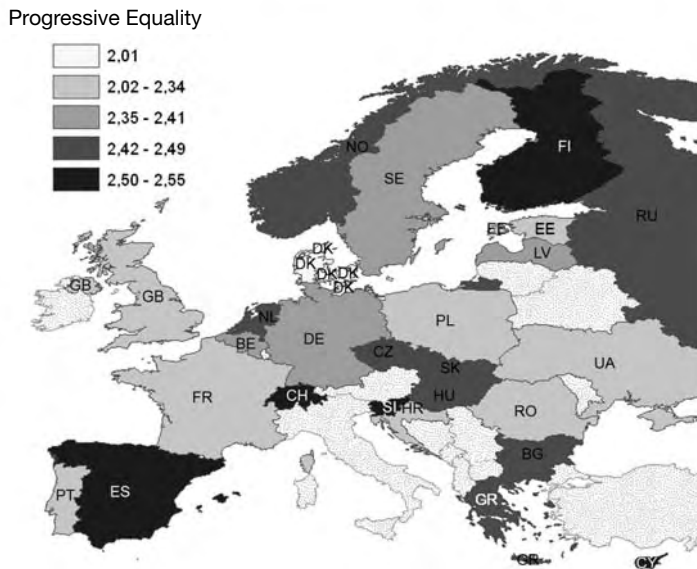 Progressive Equality
2,01
2,02 - 2,34
2,35 - 2,41
2,42 - 2,49
2,50 - 2,55
NO
FI
SE
RU
EE
EE
LV
DK
DK
DK
DK
DK
GB
GB
NL
BE
DE
PL
CZ
SK
UA
FR
CH
HU
SI
HR
RO
BG
PT
ES
GR
GR
CY